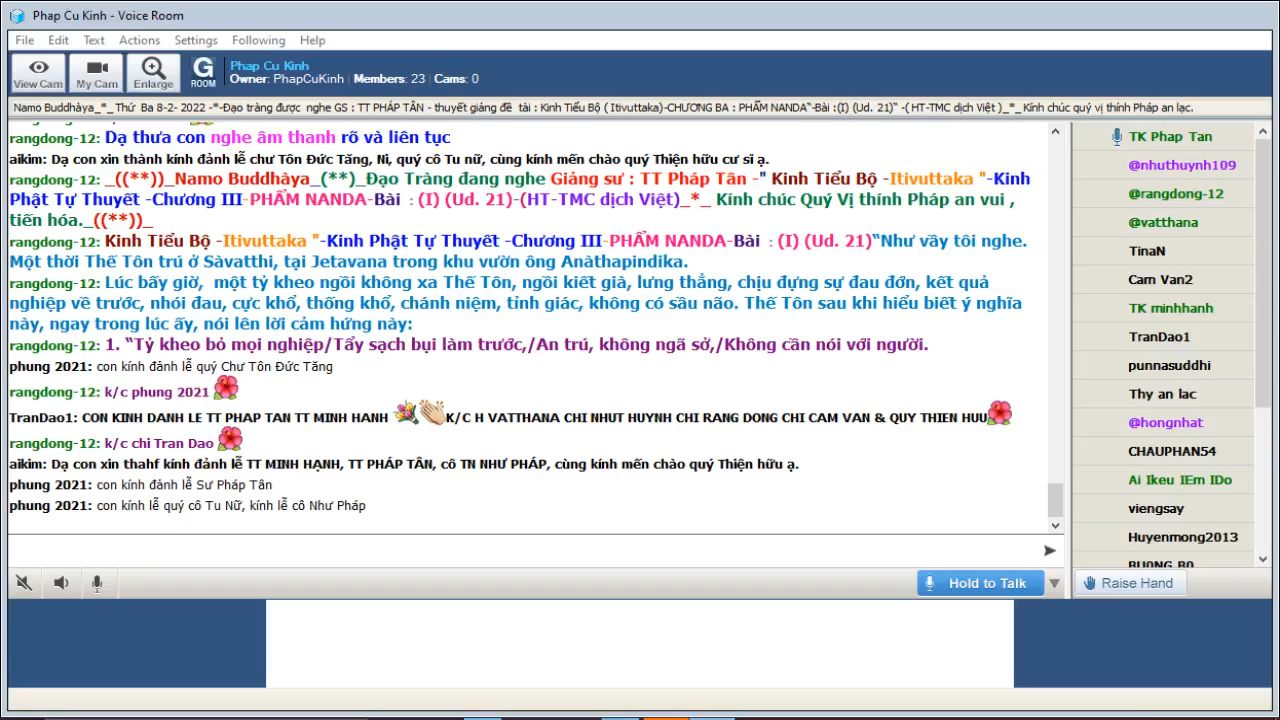 Phap Cu Kinh - Voice Room
File Edit Text Actions Settings Following Help
View Cam My Cam Enlarge G ROOM
Phap Cu Kinh
Owner: PhapCuKinh | Members: 23 | Cams: 0
Namo Buddhàya_*_Thứ Ba 8-2- 2022 -*-Đạo tràng được nghe GS : TT PHÁP TÂN - thuyết giảng đề tài : Kinh Tiểu Bộ ( Itivuttaka)-CHƯƠNG BA : PHẨM NANDA“-Bài :(I) (Ud. 21)“ -( HT-TMC dịch Việt )_*_ Kính chúc quý vị thính Pháp an lạc.
rangdong-12: Dạ thưa con nghe âm thanh rõ và liên tục
aikim: Dạ con xin thành kính đảnh lễ chư Tôn Đức Tăng, Ni, quý cô Tu nữ, cùng kính mến chào quý Thiện hữu cư sĩ ạ.
rangdong-12: _((**))_Namo Buddhàya_(**)_Đạo Tràng đang nghe Giảng sư : TT Pháp Tân -" Kinh Tiểu Bộ -Itivuttaka "-Kinh
Phật Tự Thuyết -Chương III-PHẨM NANDA-Bài : (I) (Ud. 21)-(HT-TMC dịch Việt)_*_ Kính chúc Quý Vị thính Pháp an vui ,
tiến hóa._((**))_
rangdong-12: Kinh Tiểu Bộ -Itivuttaka "-Kinh Phật Tự Thuyết -Chương III-PHẨM NANDA-Bài : (I) (Ud. 21)“Như vầy tôi nghe.
Một thời Thế Tôn trú ở Sàvatthi, tại Jetavana trong khu vườn ông Anàthapindika.
rangdong-12: Lúc bấy giờ, một tỷ kheo ngồi không xa Thế Tôn, ngồi kiết già, lưng thẳng, chịu đựng sự đau đớn, kết quả
nghiệp về trước, nhói đau, cực khổ, thống khổ, chánh niệm, tỉnh giác, không có sầu não. Thế Tôn sau khi hiểu biết ý nghĩa
này, ngay trong lúc ấy, nói lên lời cảm hứng này:
rangdong-12: 1. “Tỷ kheo bỏ mọi nghiệp/Tẩy sạch bụi làm trước,/An trú, không ngã sở,/Không cần nói với người.
phung 2021: con kính đảnh lễ quý Chư Tôn Đức Tăng
rangdong-12: k/c phung 2021
TranDao1: CON KINH DANH LE TT PHAP TAN TT MINH HANH K/C H VATTHANA CHI NHUT HUYNH CHI RANG DONG CHI CAM VAN & QUY THIEN HUU
rangdong-12: k/c chi Tran Dao
aikim: Dạ con xin thahf kính đảnh lễ TT MINH HẠNH, TT PHÁP TÂN, cô TN NHƯ PHÁP, cùng kính mến chào quý Thiện hữu ạ.
phung 2021: con kính đảnh lễ Sư Pháp Tân
phung 2021: con kính lễ quý cô Tu Nữ, kính lễ cô Như Pháp
TK Phap Tan
@nhuthuynh109
@rangdong-12
@vatthana
TinaN
Cam Van2
TK minhhanh
TranDao1
punnasuddhi
Thy an lac
@hongnhat
CHAUPHAN54
Ai Ikeu IEm IDo
viengsay
Huyenmong2013
BU0NG B0
Hold to Talk
Raise Hand